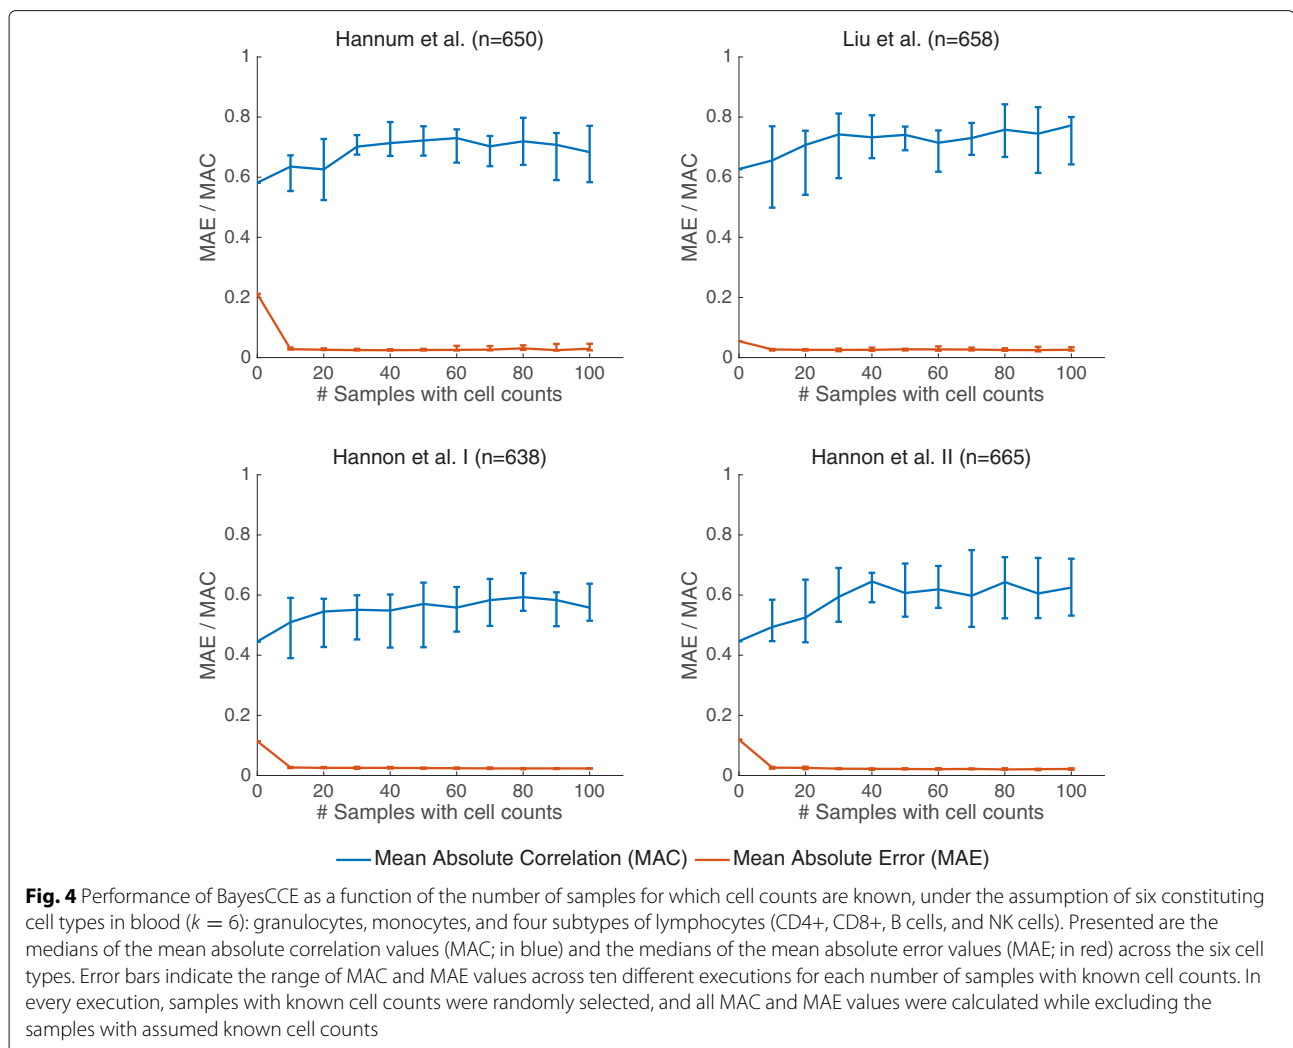 Hannum et al. (n=650)
1
0.8
0.6
0.4
0.2
0
MAE / MAC
0 20 40 60 80 100
# Samples with cell counts
Liu et al. (n=658)
1
0.8
0.6
0.4
0.2
0
MAE / MAC
0 20 40 60 80 100
# Samples with cell counts
Hannon et al. I (n=638)
1
0.8
0.6
0.4
0.2
0
MAE / MAC
0 20 40 60 80 100
# Samples with cell counts
Hannon et al. II (n=665)
1
0.8
0.6
0.4
0.2
0
MAE / MAC
0 20 40 60 80 100
# Samples with cell counts
Mean Absolute Correlation (MAC) Mean Absolute Error (MAE)
Fig. 4 Performance of BayesCCE as a function of the number of samples for which cell counts are known, under the assumption of six constituting
cell types in blood (k = 6): granulocytes, monocytes, and four subtypes of lymphocytes (CD4+, CD8+, B cells, and NK cells). Presented are the
medians of the mean absolute correlation values (MAC; in blue) and the medians of the mean absolute error values (MAE; in red) across the six cell
types. Error bars indicate the range of MAC and MAE values across ten different executions for each number of samples with known cell counts. In
every execution, samples with known cell counts were randomly selected, and all MAC and MAE values were calculated while excluding the
samples with assumed known cell counts